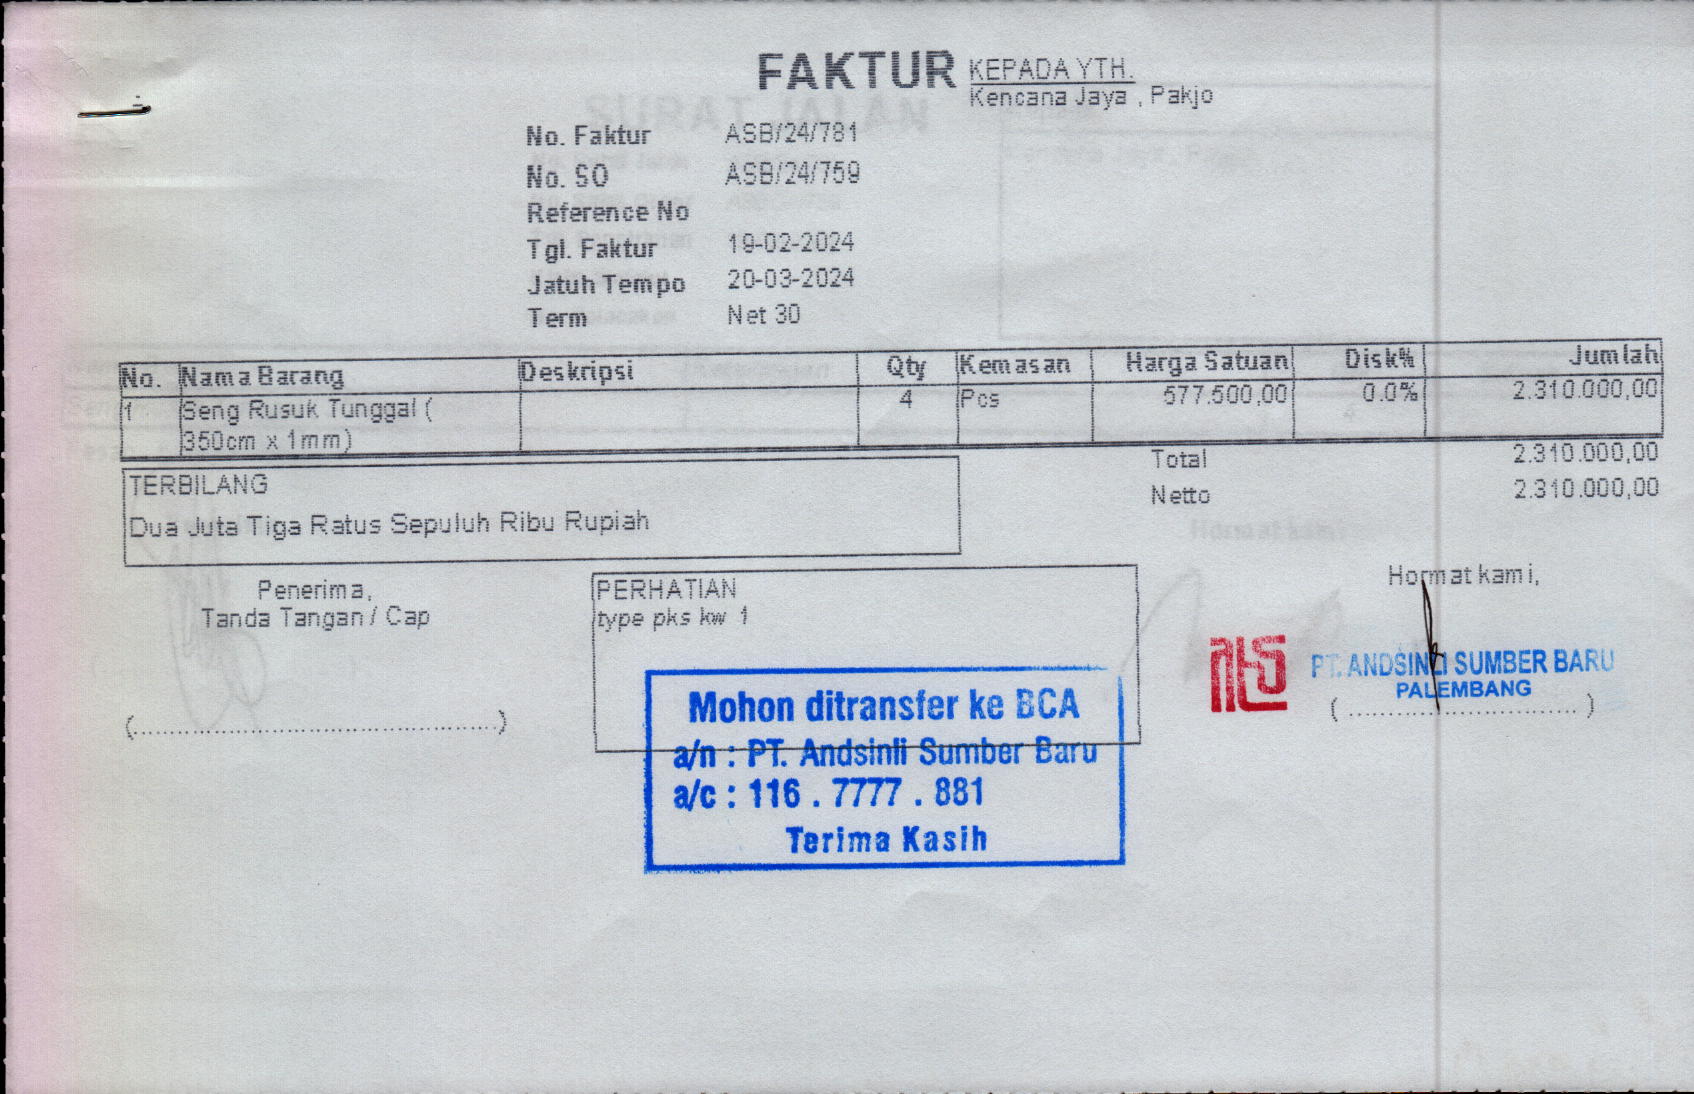 FAKTUR
KEPADA YTH.
Kencana Jaya , Pakjo
No. Faktur ASB/24/781
No. SO ASB/24/759
Reference No
Tgl. Faktur 19-02-2024
Jatuh Tempo 20-03-2024
Term Net 30
No. Nama Barang Deskripsi Qty Kemasan Harga Satuan Disk% Jumlah
1 Seng Rusuk Tunggal ( 4 Pcs 577.500,00 0.0% 2.310.000,00
350cm x 1mm)
Total 2.310.000,00
Netto 2.310.000,00
TERBILANG
Dua Juta Tiga Ratus Sepuluh Ribu Rupiah
Penerima,
Tanda Tangan / Cap
(................................................)
PERHATIAN
type pks kw 1
Mohon ditransfer ke BCA
a/n : PT. Andsinli Sumber Baru
a/c : 116 . 7777 . 881
Terima Kasih
Hormat kami,
PT. ANDSINLI SUMBER BARU
PALEMBANG
( ............................... )
SURAT JALAN